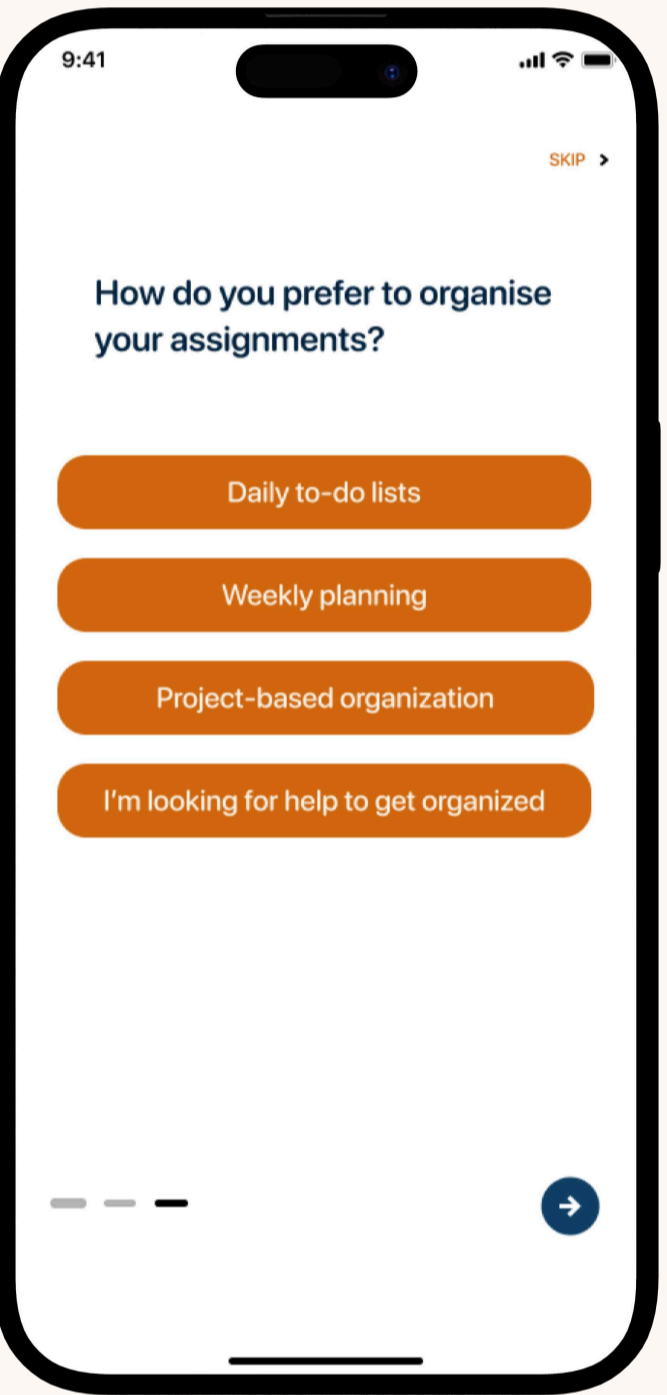 9:41
SKIP
How do you prefer to organise
your assignments?
Daily to-do lists
Weekly planning
Project-based organization
I'm looking for help to get organized